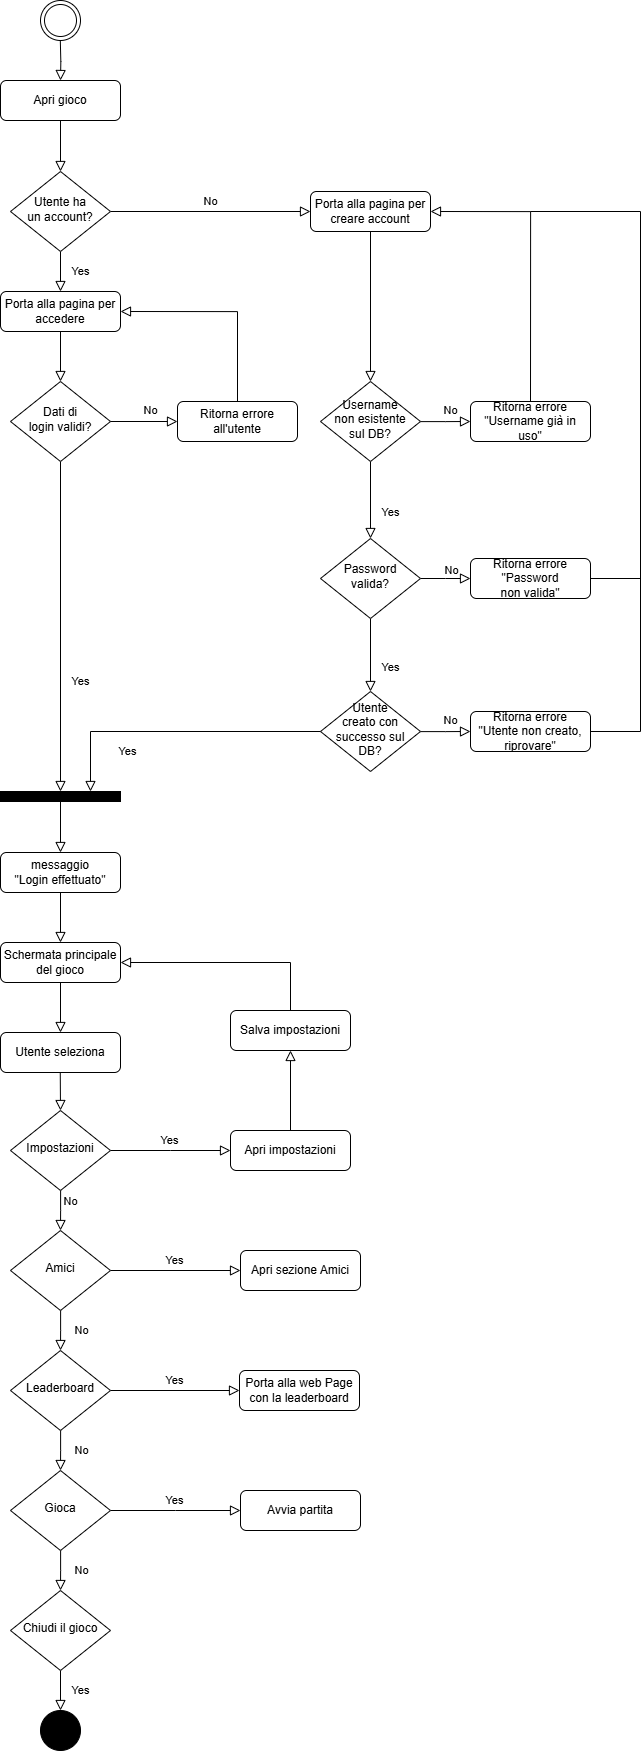 Apri gioco
Utente ha
un account?
No
Porta alla pagina per
creare account
Yes
Porta alla pagina per
accedere
Dati di
login validi?
No
Ritorna errore
all'utente
Username
non esistente
sul DB?
No
Ritorna errore
"Username già in
uso"
Yes
Password
valida?
No
Ritorna errore
"Password
non valida"
Yes
Yes
Utente
creato con
successo sul
DB?
No
Ritorna errore
"Utente non creato,
riprovare"
Yes
messaggio
"Login effettuato"
Schermata principale
del gioco
Salva impostazioni
Utente seleziona
Impostazioni
Yes
Apri impostazioni
No
Amici
Yes
Apri sezione Amici
No
Leaderboard
Yes
Porta alla web Page
con la leaderboard
No
Gioca
Yes
Avvia partita
No
Chiudi il gioco
Yes